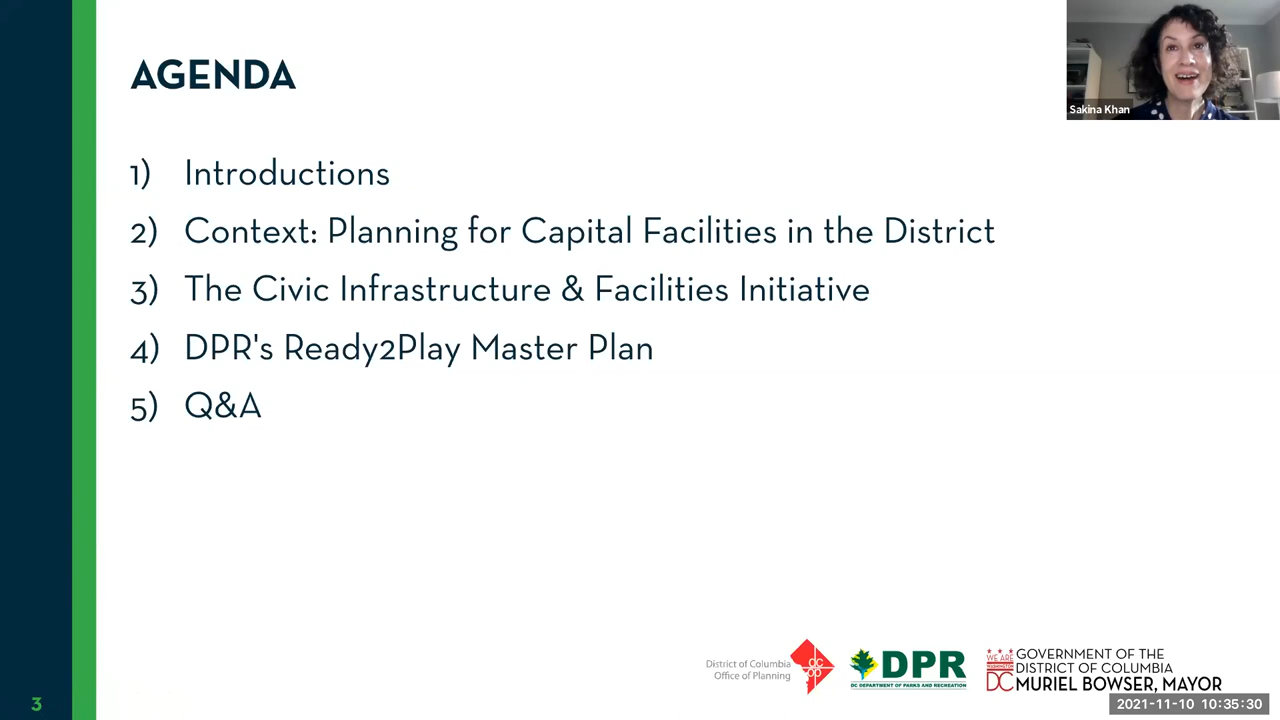 AGENDA
Sakina Khan
1) Introductions
2) Context: Planning for Capital Facilities in the District
3) The Civic Infrastructure & Facilities Initiative
4) DPR's Ready2Play Master Plan
5) Q&A
District of Columbia
Office of Planning
dc
op
DPR
DC DEPARTMENT OF PARKS AND RECREATION
WE ARE
WASHINGTON
DC
GOVERNMENT OF THE
DISTRICT OF COLUMBIA
MURIEL BOWSER, MAYOR
2021-11-10 10:35:30
3